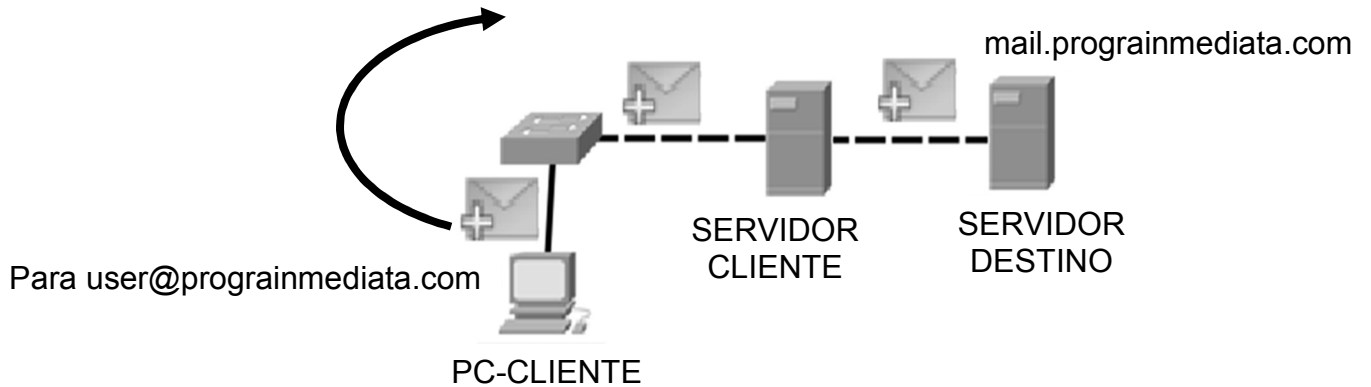 mail.prograinmediata.com
SERVIDOR
CLIENTE
SERVIDOR
DESTINO
Para user@prograinmediata.com
PC-CLIENTE